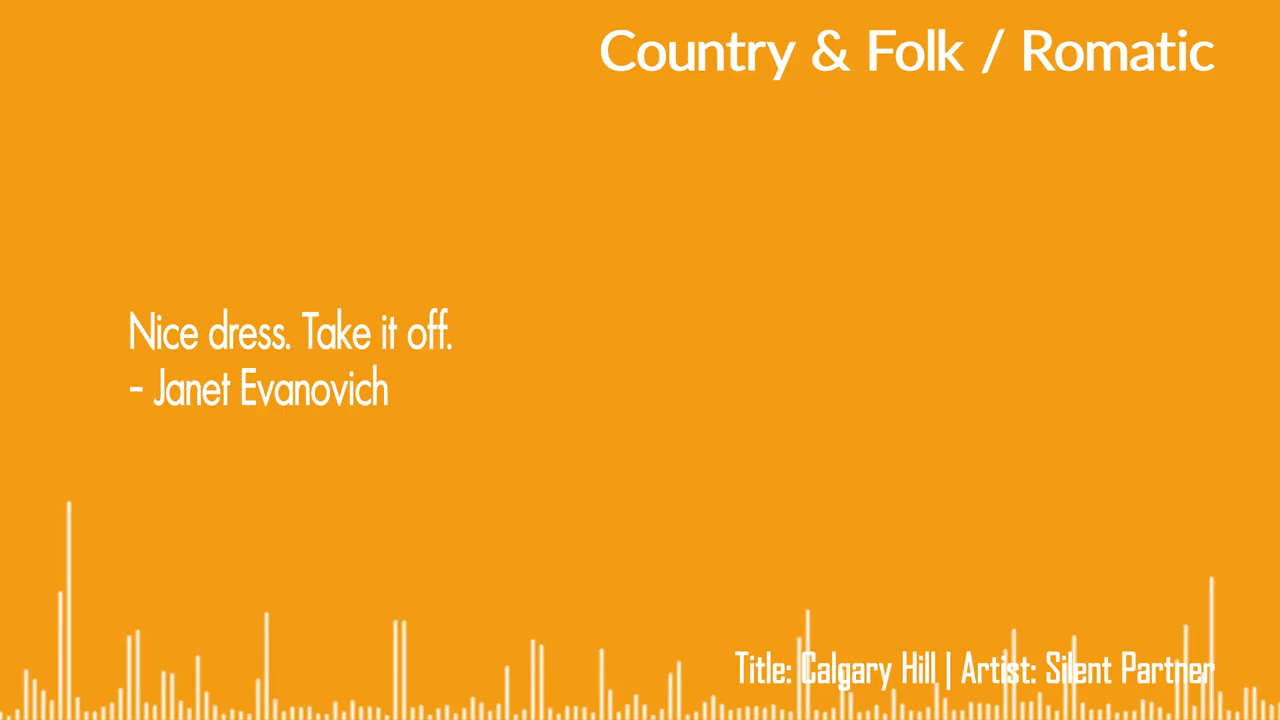 Country & Folk / Romatic
Nice dress. Take it off.
- Janet Evanovich
Title: Calgary Hill | Artist: Silent Partner